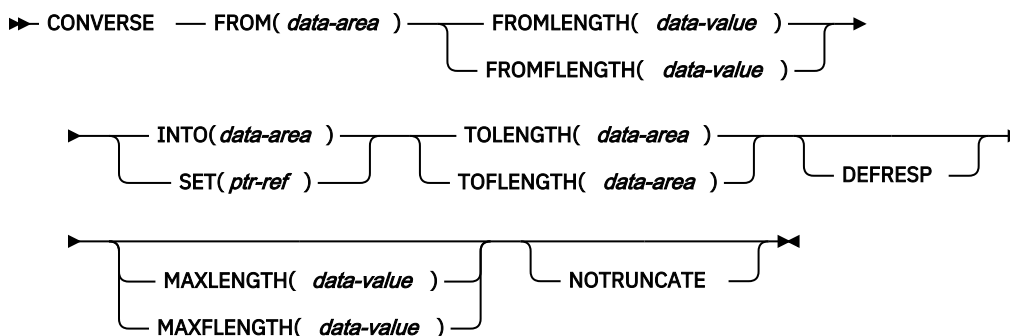 CONVERSE FROM( data-area ) FROMLENGTH( data-value )
FROMFLENGTH( data-value )
INTO( data-area ) TOLENGTH( data-area )
SET( ptr-ref ) TOFLENGTH( data-area ) DEFRESP
MAXLENGTH( data-value ) NOTRUNCATE
MAXFLENGTH( data-value )